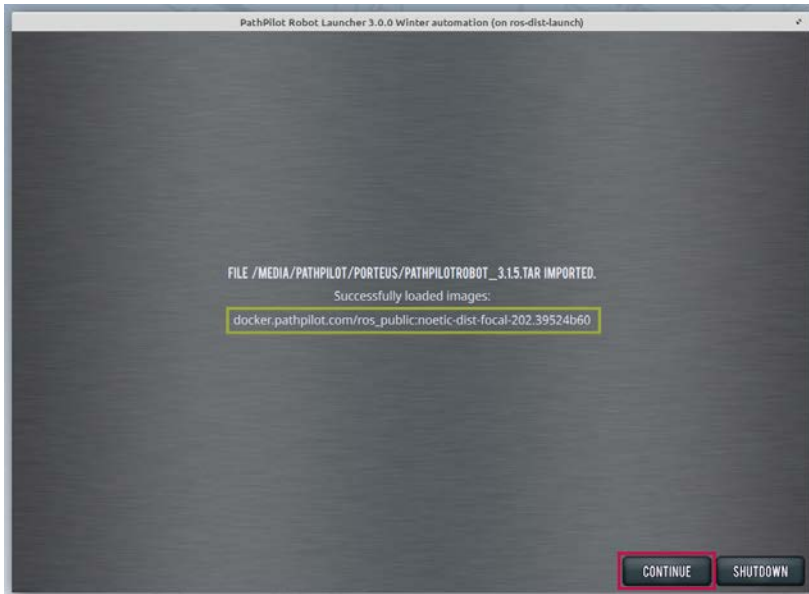 PathPilot Robot Launcher 3.0.0 Winter automation (on ros-dist-launch)
FILE /MEDIA/PATHPILOT/PORTEUS/PATHPILOTROBOT_3.1.5.TAR IMPORTED.
Successfully loaded images:
docker.pathpilot.com/ros_public:noetic-dist-focal-202.39524b60
CONTINUE SHUTDOWN